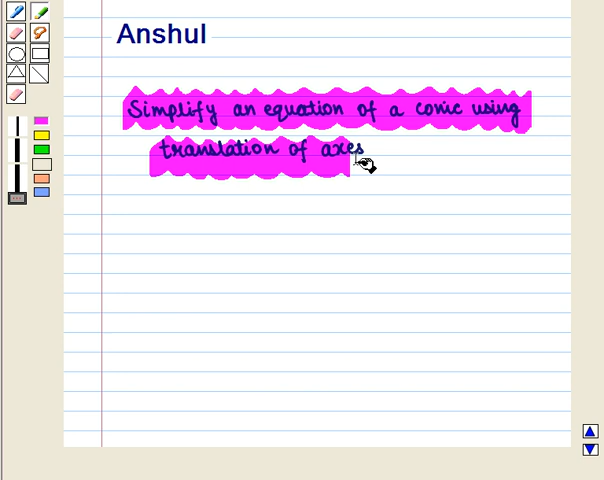 Anshul
Simplify an equation of a conic using
translation of axes